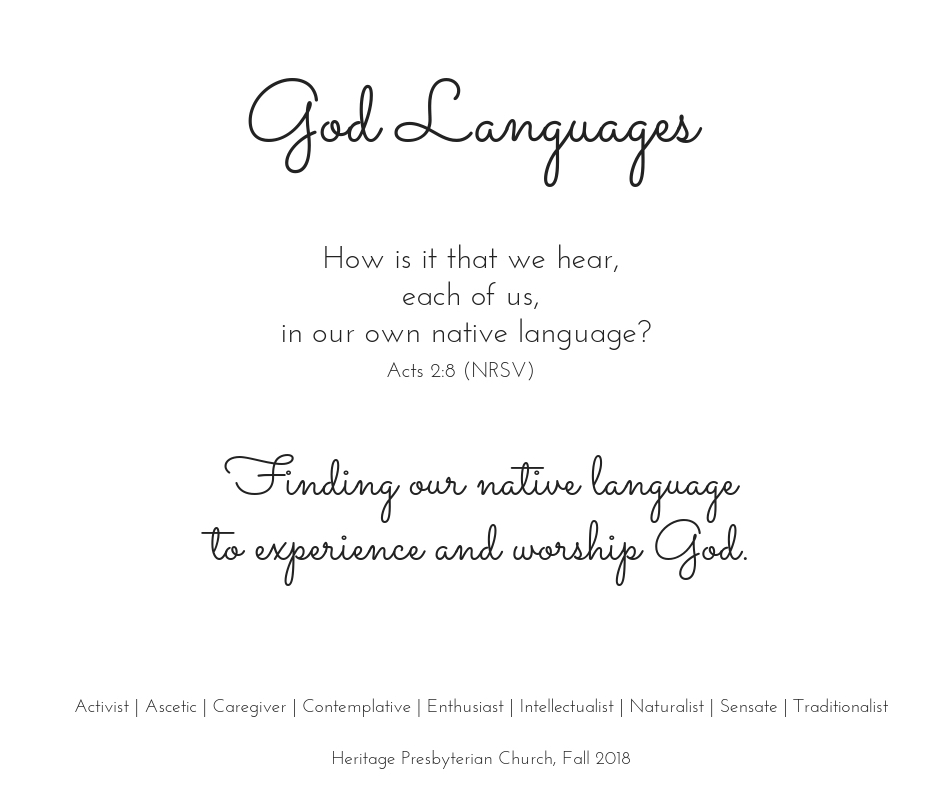 God Languages
How is it that we hear,
each of us,
in our own native language?
Acts 2:8 (NRSV)
Finding our native language
to experience and worship God.
Activist | Ascetic | Caregiver | Contemplative | Enthusiast | Intellectualist | Naturalist | Sensate | Traditionalist
Heritage Presbyterian Church, Fall 2018